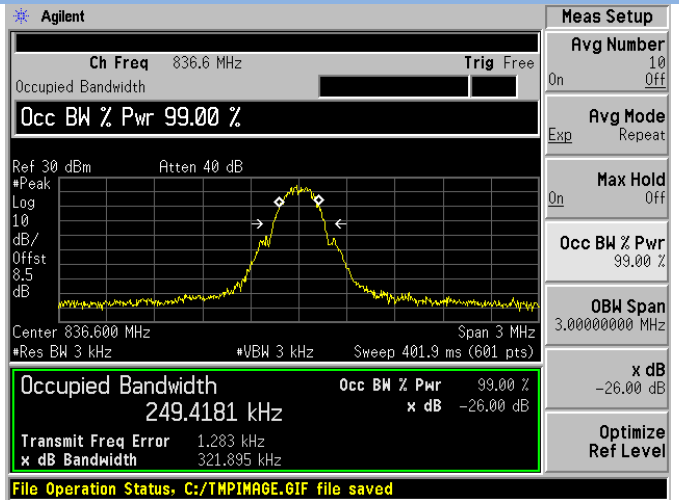 Agilent
Meas Setup
Ch Freq 836.6 MHz Trig Free
Occupied Bandwidth
Occ BW % Pwr 99.00 %
Ref 30 dBm Atten 40 dB
#Peak
Log
10
dB/
Offst
8.5
dB
Center 836.600 MHz Span 3 MHz
#Res BW 3 kHz #VBW 3 kHz Sweep 401.9 ms (601 pts)
Occupied Bandwidth Occ BW % Pwr 99.00 %
249.4181 kHz x dB -26.00 dB
Transmit Freq Error 1.283 kHz
x dB Bandwidth 321.895 kHz
File Operation Status, C:/TMPIMAGE.GIF file saved
Avg Number
10
On Off
Avg Mode
Exp Repeat
Max Hold
On Off
Occ BW % Pwr
99.00 %
OBW Span
3.00000000 MHz
x dB
-26.00 dB
Optimize
Ref Level